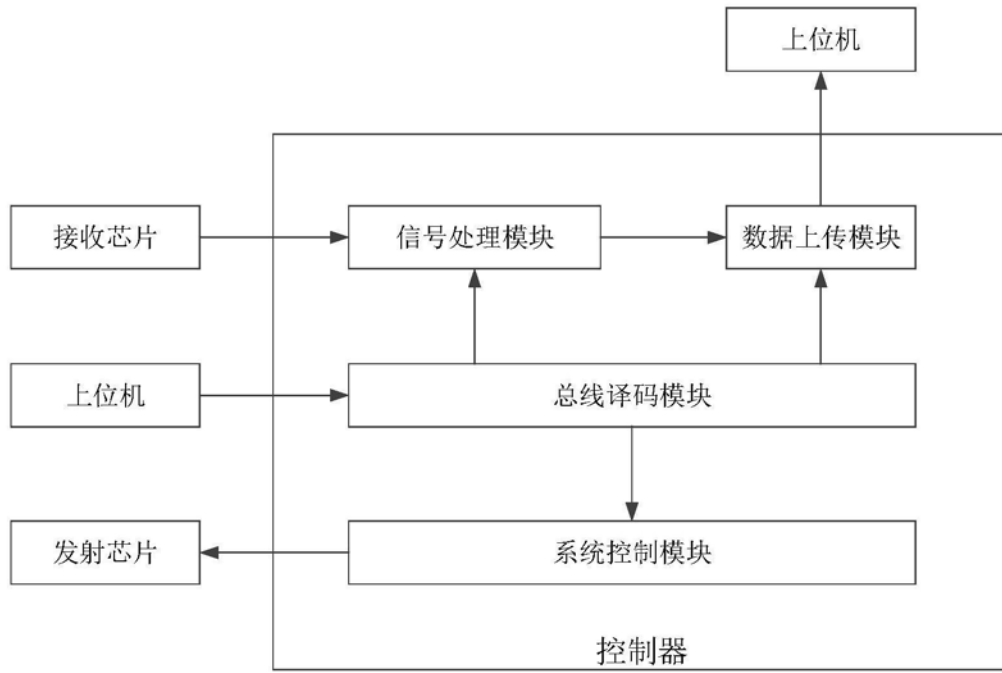 上位机
接收芯片
信号处理模块
数据上传模块
上位机
总线译码模块
发射芯片
系统控制模块
控制器